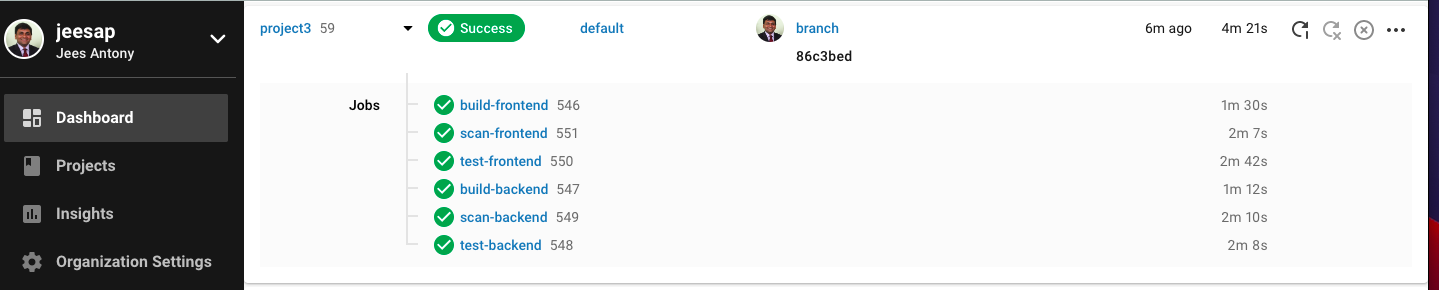 jeesap
Jees Antony
Dashboard
Projects
Insights
Organization Settings
project3 59 Success default branch 6m ago 4m 21s
86c3bed
Jobs
build-frontend 546 1m 30s
scan-frontend 551 2m 7s
test-frontend 550 2m 42s
build-backend 547 1m 12s
scan-backend 549 2m 10s
test-backend 548 2m 8s